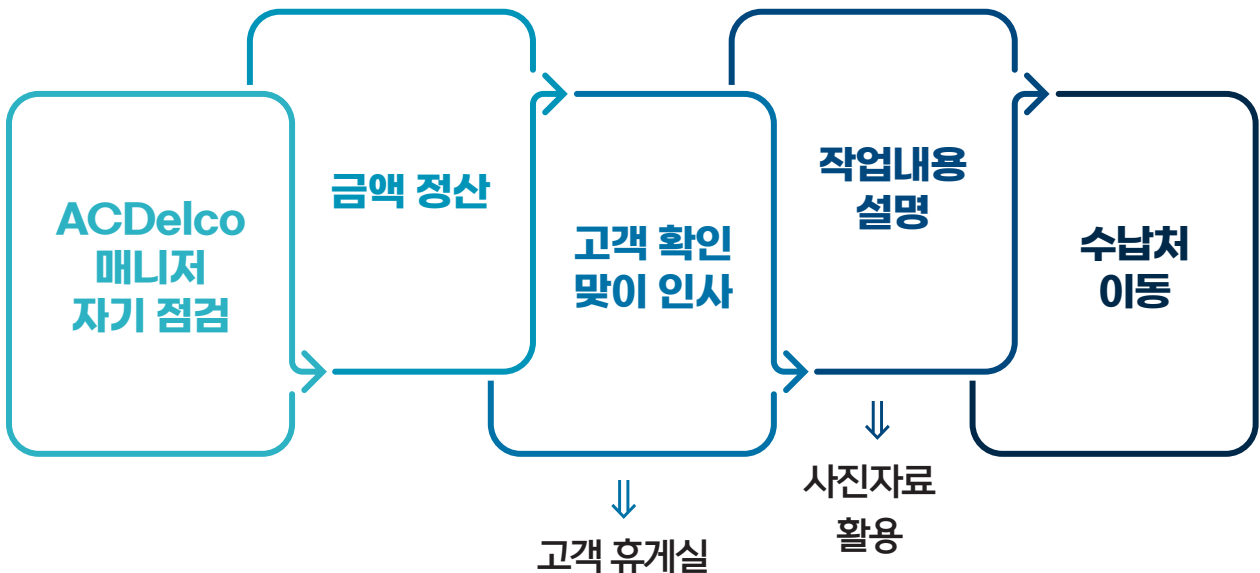 ACDelco
매니저
자기 점검
금액 정산
고객 확인
맞이 인사
고객 휴게실
작업내용
설명
사진자료
활용
수납처
이동